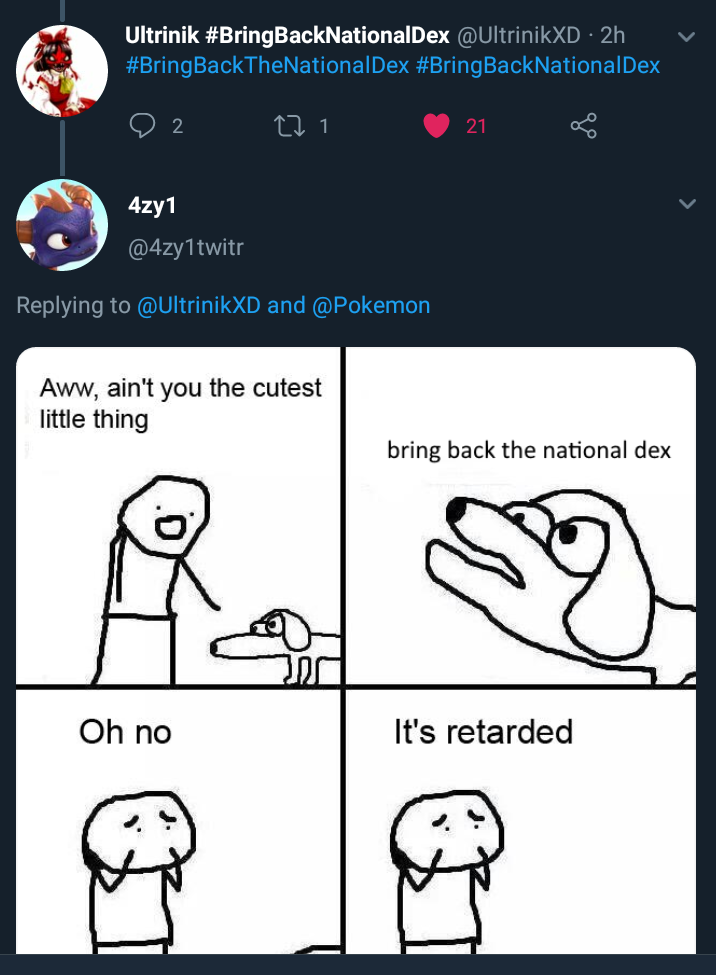 Ultrinik #BringBackNationalDex @UltrinikXD · 2h
#BringBackTheNationalDex #BringBackNationalDex
2 1 21
4zy1
@4zy1twitr
Replying to @UltrinikXD and @Pokemon
Aww, ain't you the cutest
little thing
bring back the national dex
Oh no
It's retarded